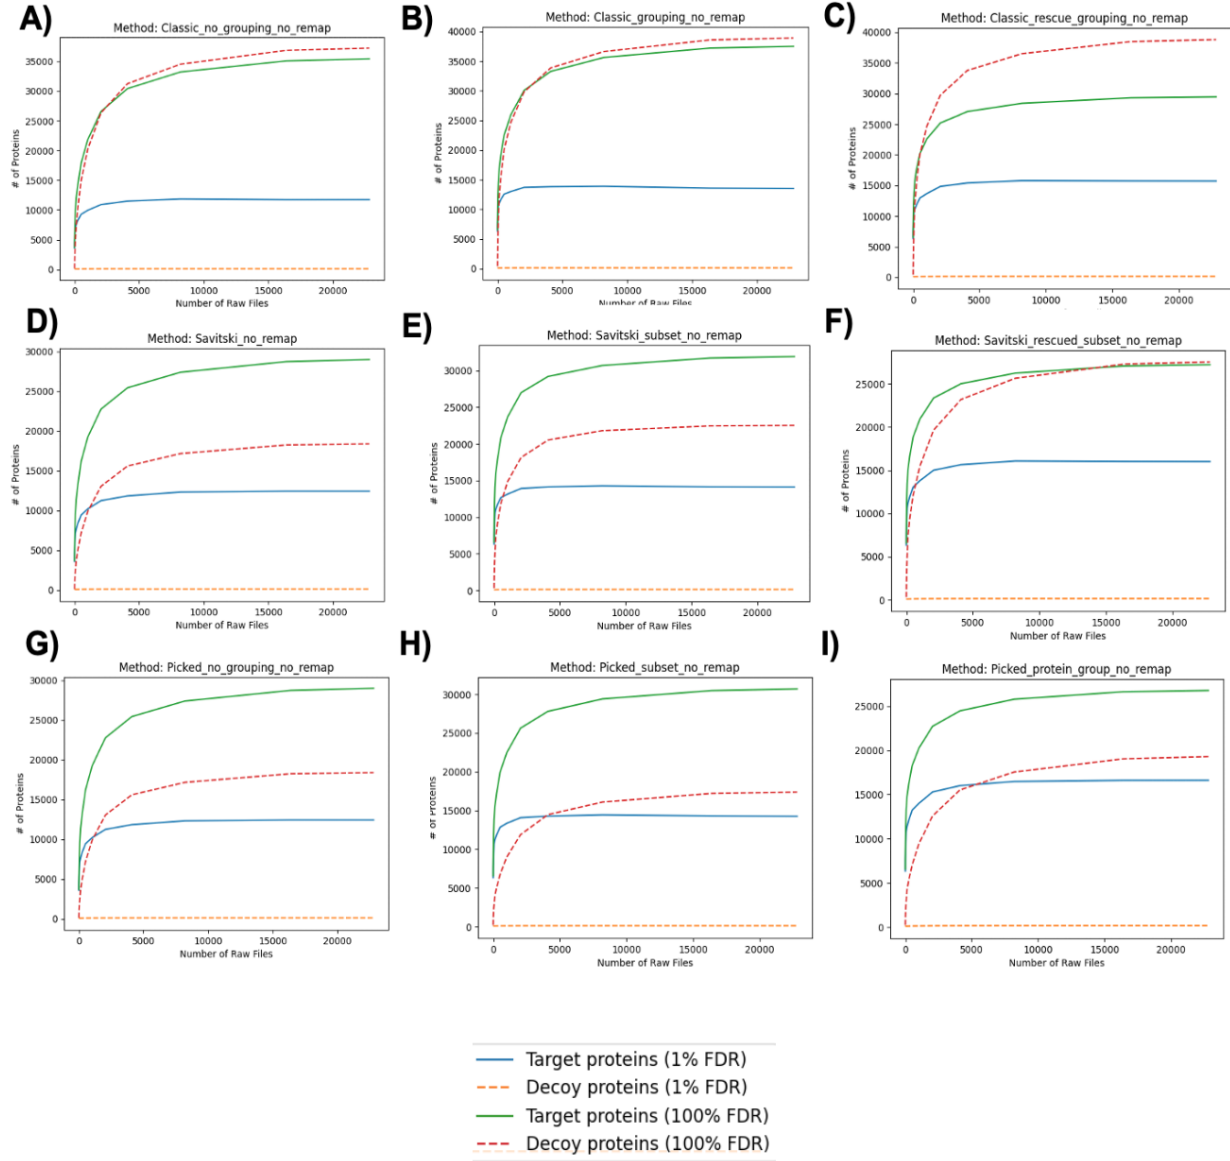 A)
Method: Classic_no_grouping_no_remap
# of Proteins
35000
30000
25000
20000
15000
10000
5000
0
0 5000 10000 15000 20000
Number of Raw Files
B)
Method: Classic_grouping_no_remap
# of Proteins
40000
35000
30000
25000
20000
15000
10000
5000
0
0 5000 10000 15000 20000
Number of Raw Files
C)
Method: Classic_rescue_grouping_no_remap
# of Proteins
40000
35000
30000
25000
20000
15000
10000
5000
0
0 5000 10000 15000 20000
D)
Method: Savitski_no_remap
# of Proteins
30000
25000
20000
15000
10000
5000
0
0 5000 10000 15000 20000
Number of Raw Files
E)
Method: Savitski_subset_no_remap
# of Proteins
30000
25000
20000
15000
10000
5000
0
0 5000 10000 15000 20000
Number of Raw Files
F)
Method: Savitski_rescued_subset_no_remap
# of Proteins
25000
20000
15000
10000
5000
0
0 5000 10000 15000 20000
Number of Raw Files
G)
Method: Picked_no_grouping_no_remap
# of Proteins
30000
25000
20000
15000
10000
5000
0
0 5000 10000 15000 20000
Number of Raw Files
H)
Method: Picked_subset_no_remap
# of Proteins
30000
25000
20000
15000
10000
5000
0
0 5000 10000 15000 20000
Number of Raw Files
I)
Method: Picked_protein_group_no_remap
# of Proteins
25000
20000
15000
10000
5000
0
0 5000 10000 15000 20000
Number of Raw Files
Target proteins (1% FDR)
Decoy proteins (1% FDR)
Target proteins (100% FDR)
Decoy proteins (100% FDR)